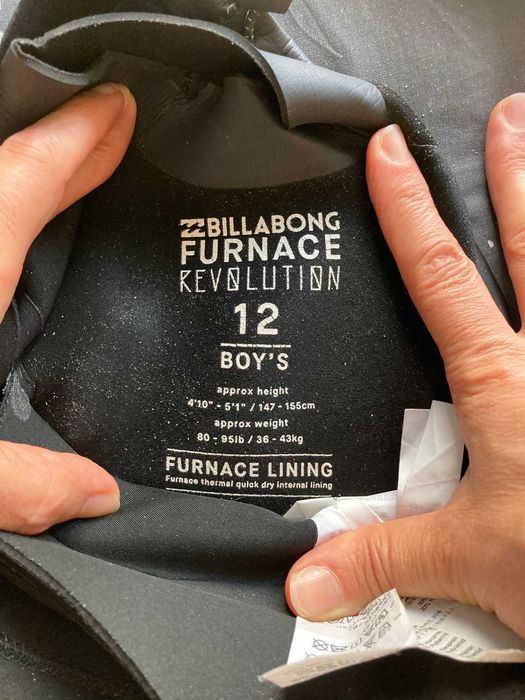 BILLABONG
FURNACE
REVOLUTION
12
BOY'S
approx height
4'10" - 5'1" / 147 - 155cm
approx weight
80 - 95lb / 36 - 43kg
FURNACE LINING
Furnace thermal quick dry internal lining